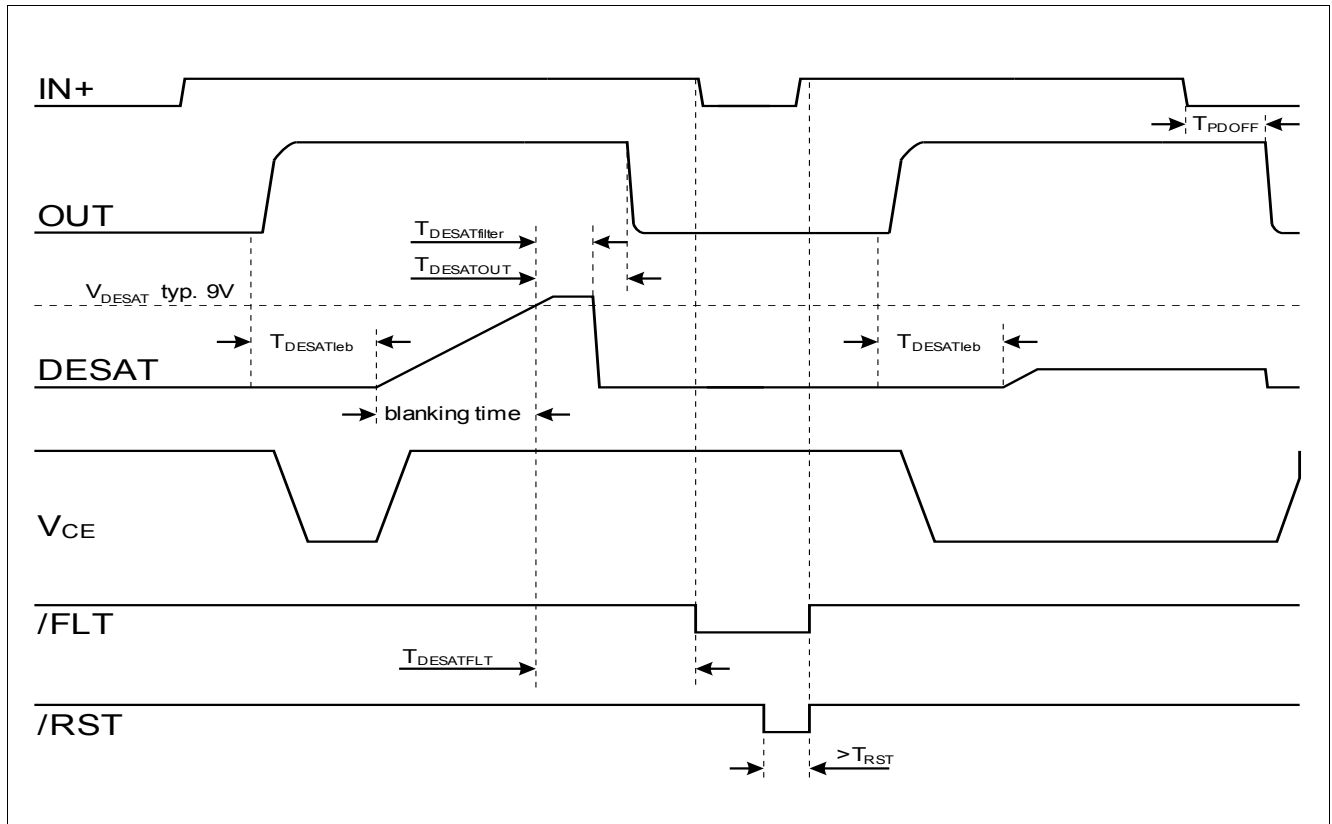 IN+
TPDOFF
OUT
TDESATfilter
TDESATOUT
VDESAT typ. 9V
TDESATleb
TDESATleb
DESAT
blanking time
VCE
/FLT
TDESATFLT
/RST
>TRST